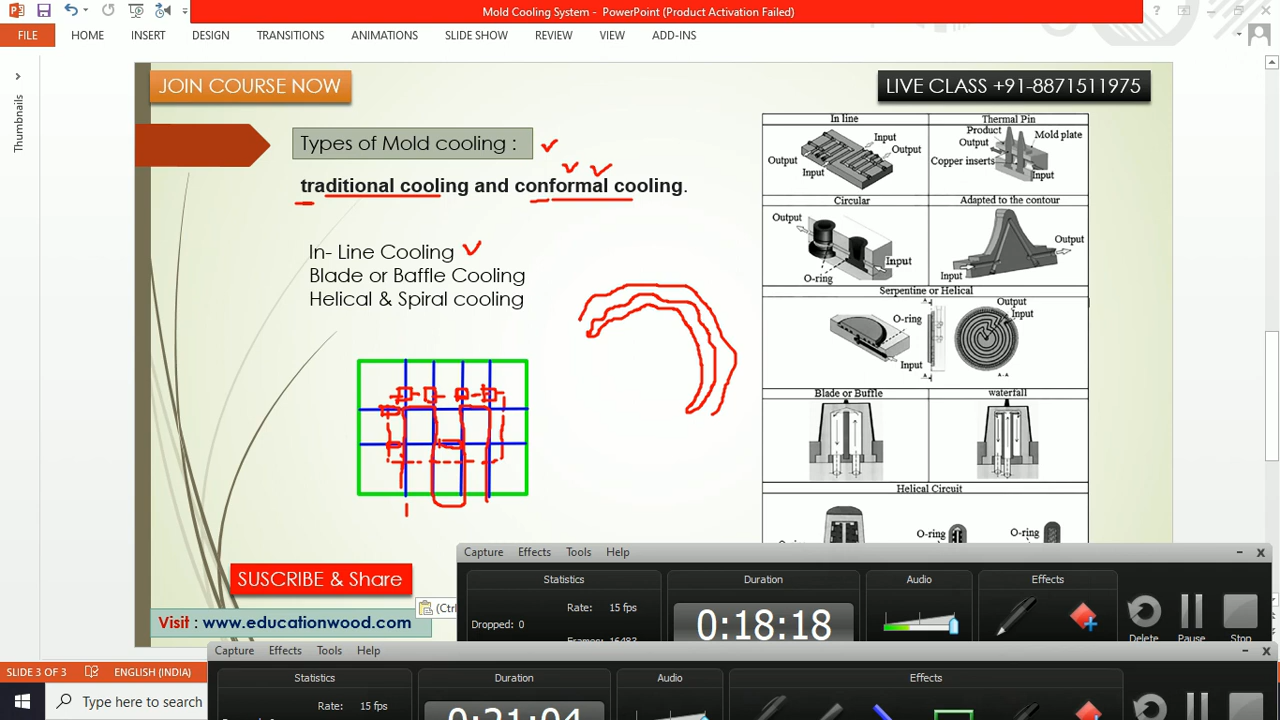 Mold Cooling System - PowerPoint (Product Activation Failed)
FILE HOME INSERT DESIGN TRANSITIONS ANIMATIONS SLIDE SHOW REVIEW VIEW ADD-INS
Thumbnails
JOIN COURSE NOW
LIVE CLASS +91-8871511975
Types of Mold cooling :
traditional cooling and conformal cooling.
In- Line Cooling
Blade or Baffle Cooling
Helical & Spiral cooling
In line
Input
Output
Output
Input
Thermal Pin
Product
Mold plate
Output
Copper inserts
Input
Circular
Output
Input
O-ring
Adapted to the contour
Output
Input
Serpentine or Helical
Output
Input
O-ring
Input
Blade or Buffle
waterfall
Helical Circuit
O-ring
O-ring
SUSCRIBE & Share
Visit : www.educationwood.com
(Ctrl
Capture Effects Tools Help
Statistics Duration Audio Effects
Rate: 15 fps
Dropped: 0
0:18:18
Delete Pause Stop
Capture Effects Tools Help
Statistics Duration Audio Effects
Rate: 15 fps
0:21:04
SLIDE 3 OF 3 ENGLISH (INDIA)
Type here to search